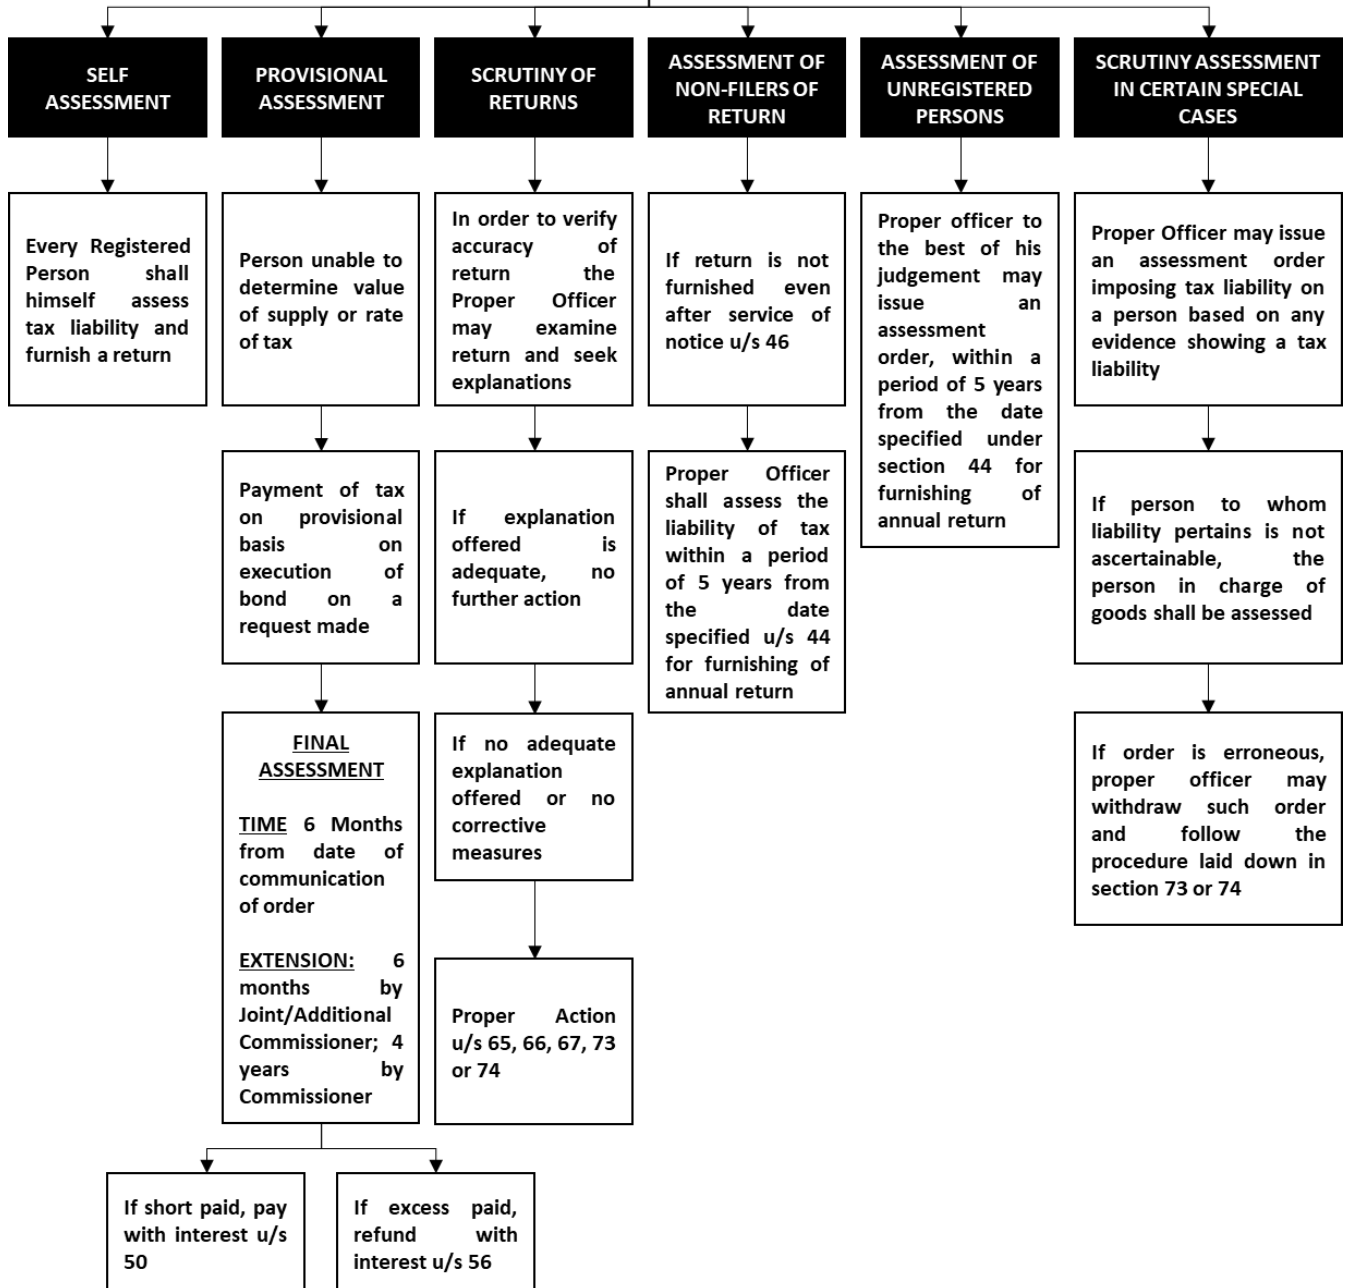 SELF
ASSESSMENT
Every Registered
Person shall
himself assess
tax liability and
furnish a return
PROVISIONAL
ASSESSMENT
Person unable to
determine value
of supply or rate
of tax
Payment of tax
on provisional
basis on
execution of
bond on a
request made
FINAL
ASSESSMENT
TIME 6 Months
from date of
communication
of order
EXTENSION: 6
months by
Joint/Additional
Commissioner; 4
years by
Commissioner
If short paid, pay
with interest u/s
50
If excess paid,
refund with
interest u/s 56
SCRUTINY OF
RETURNS
In order to verify
accuracy of
return the
Proper Officer
may examine
return and seek
explanations
If explanation
offered is
adequate, no
further action
If no adequate
explanation
offered or no
corrective
measures
Proper Action
u/s 65, 66, 67, 73
or 74
ASSESSMENT OF
NON-FILERS OF
RETURN
If return is not
furnished even
after service of
notice u/s 46
Proper Officer
shall assess the
liability of tax
within a period
of 5 years from
the date
specified u/s 44
for furnishing of
annual return
ASSESSMENT OF
UNREGISTERED
PERSONS
Proper officer to
the best of his
judgement may
issue an
assessment
order, within a
period of 5 years
from the date
specified under
section 44 for
furnishing of
annual return
SCRUTINY ASSESSMENT
IN CERTAIN SPECIAL
CASES
Proper Officer may issue
an assessment order
imposing tax liability on
a person based on any
evidence showing a tax
liability
If person to whom
liability pertains is not
ascertainable, the
person in charge of
goods shall be assessed
If order is erroneous,
proper officer may
withdraw such order
and follow the
procedure laid down in
section 73 or 74